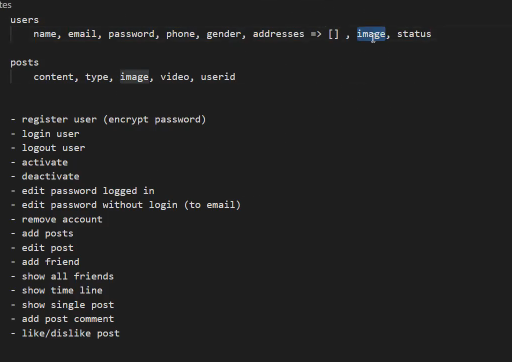 tes
users
name, email, password, phone, gender, addresses => [] , image, status
posts
content, type, image, video, userid
- register user (encrypt password)
- login user
- logout user
- activate
- deactivate
- edit password logged in
- edit password without login (to email)
- remove account
- add posts
- edit post
- add friend
- show all friends
- show time line
- show single post
- add post comment
- like/dislike post